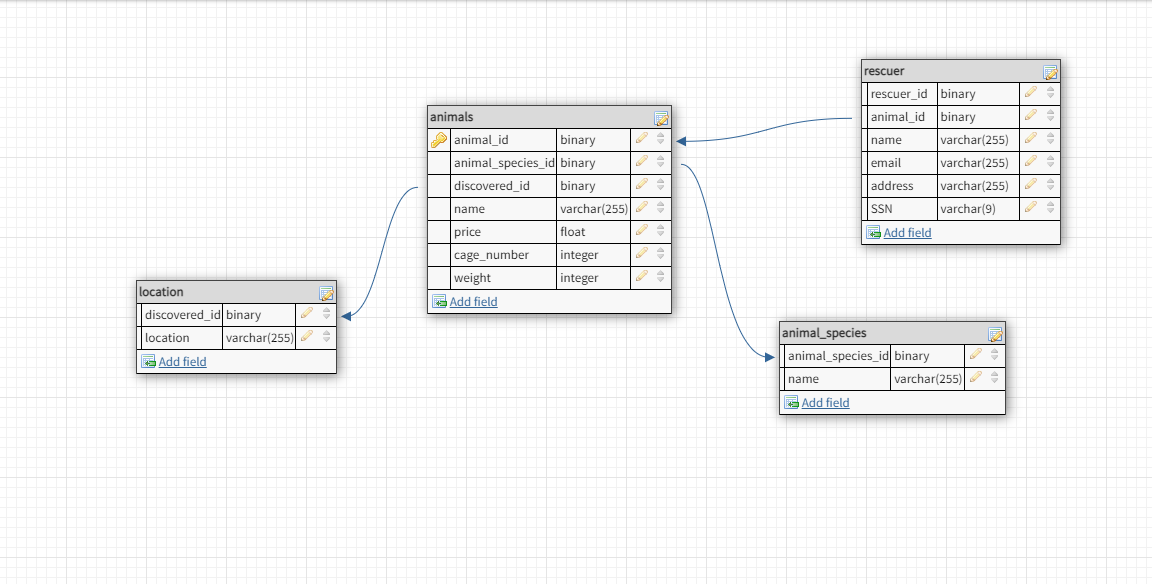 rescuer
rescuer_id binary
animal_id binary
name varchar(255)
email varchar(255)
address varchar(255)
SSN varchar(9)
Add field
animals
animal_id binary
animal_species_id binary
discovered_id binary
name varchar(255)
price float
cage_number integer
weight integer
Add field
location
discovered_id binary
location varchar(255)
Add field
animal_species
animal_species_id binary
name varchar(255)
Add field